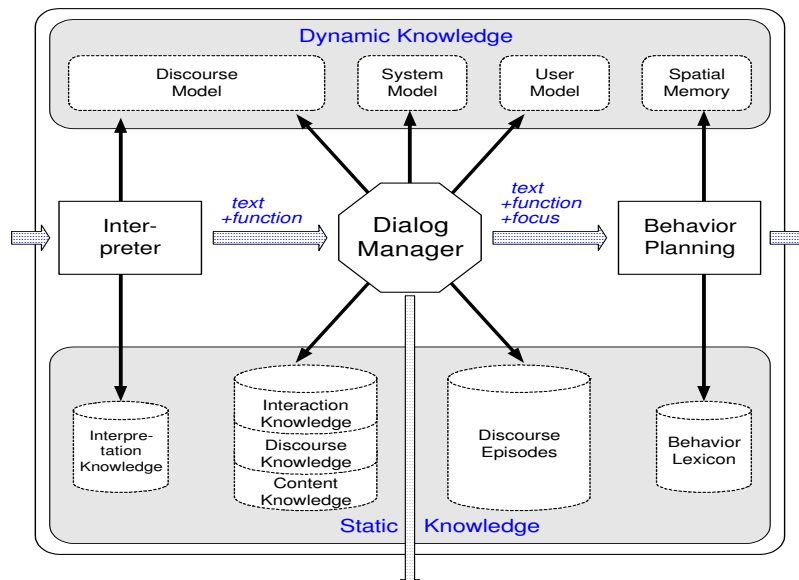 Dynamic Knowledge
Discourse
Model
System
Model
User
Model
Spatial
Memory
Inter-
preter
text
+function
Dialog
Manager
text
+function
+focus
Behavior
Planning
Interpre-
tation
Knowledge
Interaction
Knowledge
Discourse
Knowledge
Content
Knowledge
Discourse
Episodes
Behavior
Lexicon
Static Knowledge